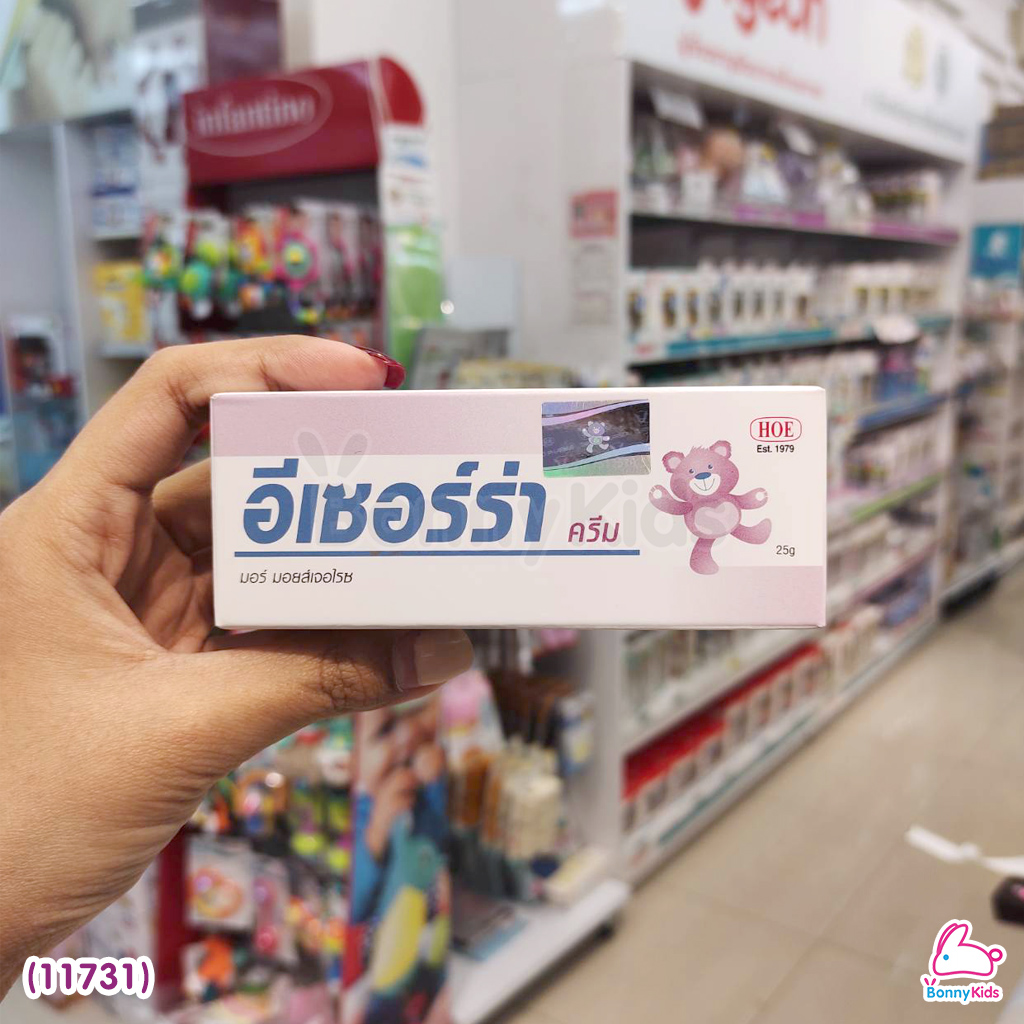 infantino
HOE
Est. 1979
อีเซอร์ร่า ครีม
มอร์ มอยส์เจอไรซ
25g
BonnyKids
(11731)
BonnyKids